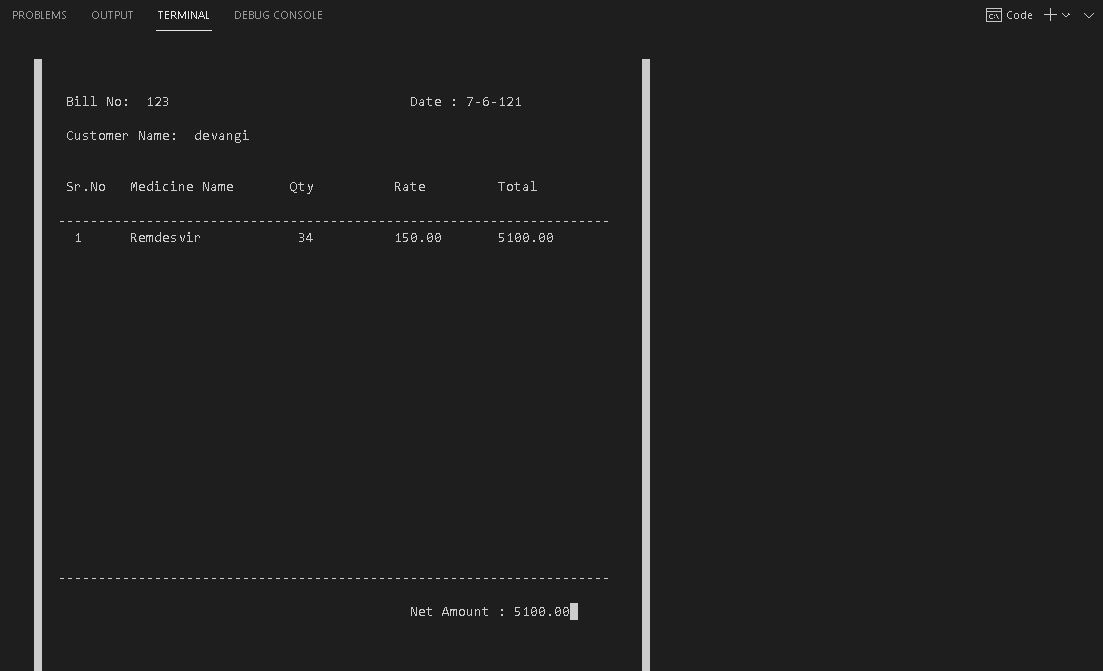 PROBLEMS OUTPUT TERMINAL DEBUG CONSOLE Code
Bill No: 123 Date : 7-6-121
Customer Name: devangi
Sr.No Medicine Name Qty Rate Total
---------------------------------------------------------------------
1 Remdesvir 34 150.00 5100.00
---------------------------------------------------------------------
Net Amount : 5100.00